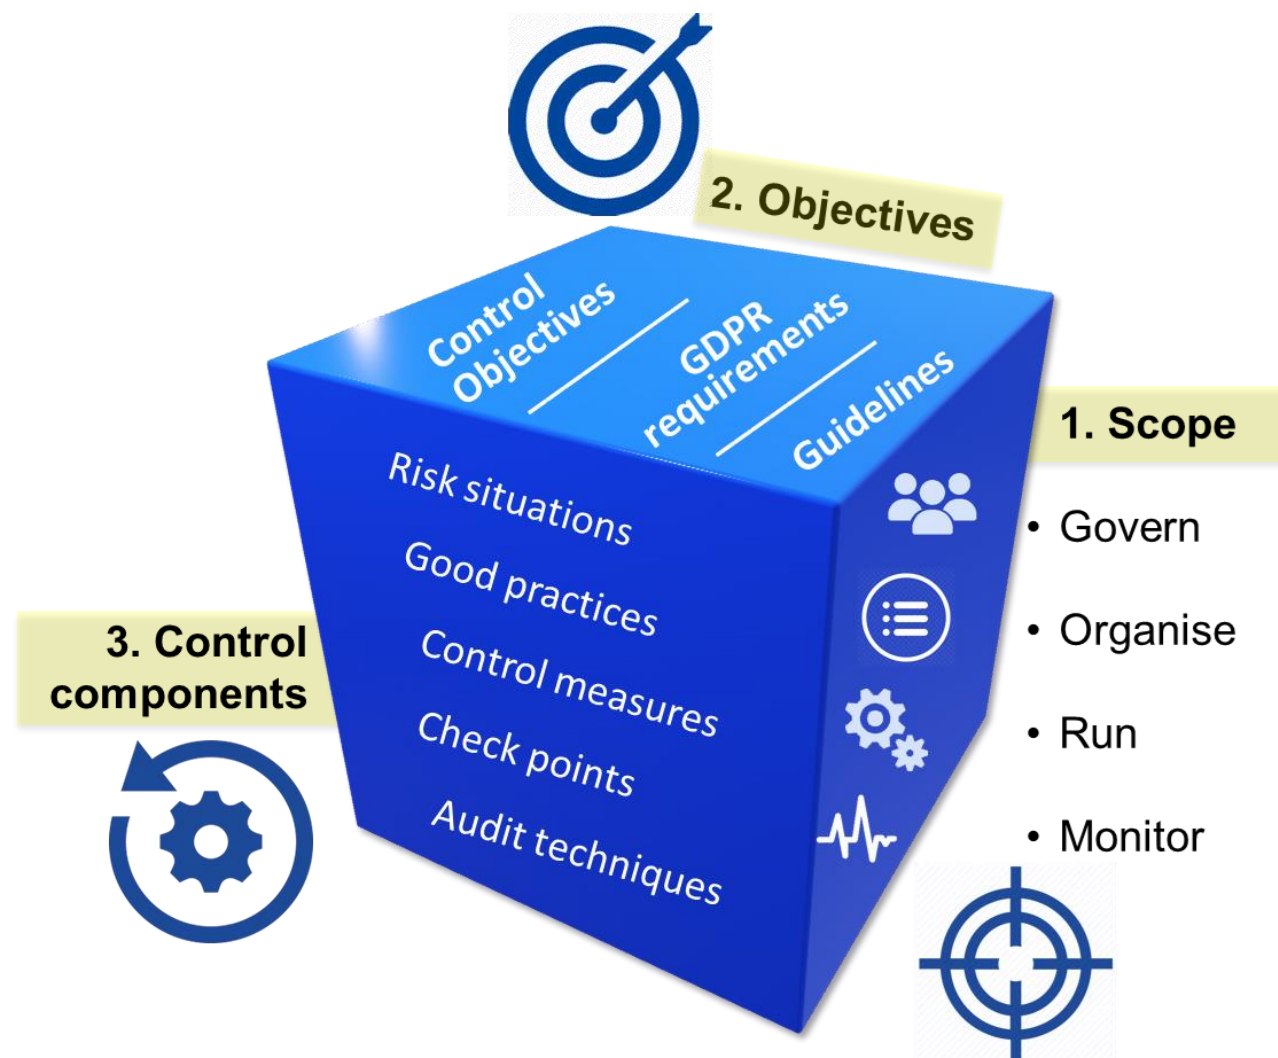 2. Objectives
Control
Objectives
GDPR
requirements
Guidelines
1. Scope
• Govern
• Organise
• Run
• Monitor
3. Control
components
Risk situations
Good practices
Control measures
Check points
Audit techniques